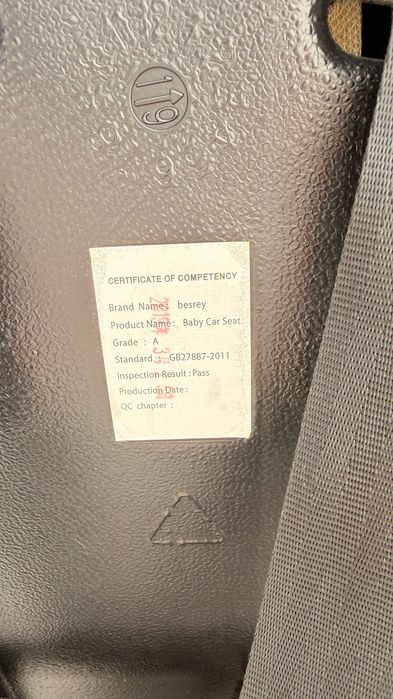 119
CERTIFICATE OF COMPETENCY
Brand Name: besrey
Product Name: Baby Car Seat
Grade : A
Standard : GB27887-2011
Inspection Result : Pass
Production Date :
QC chapter :